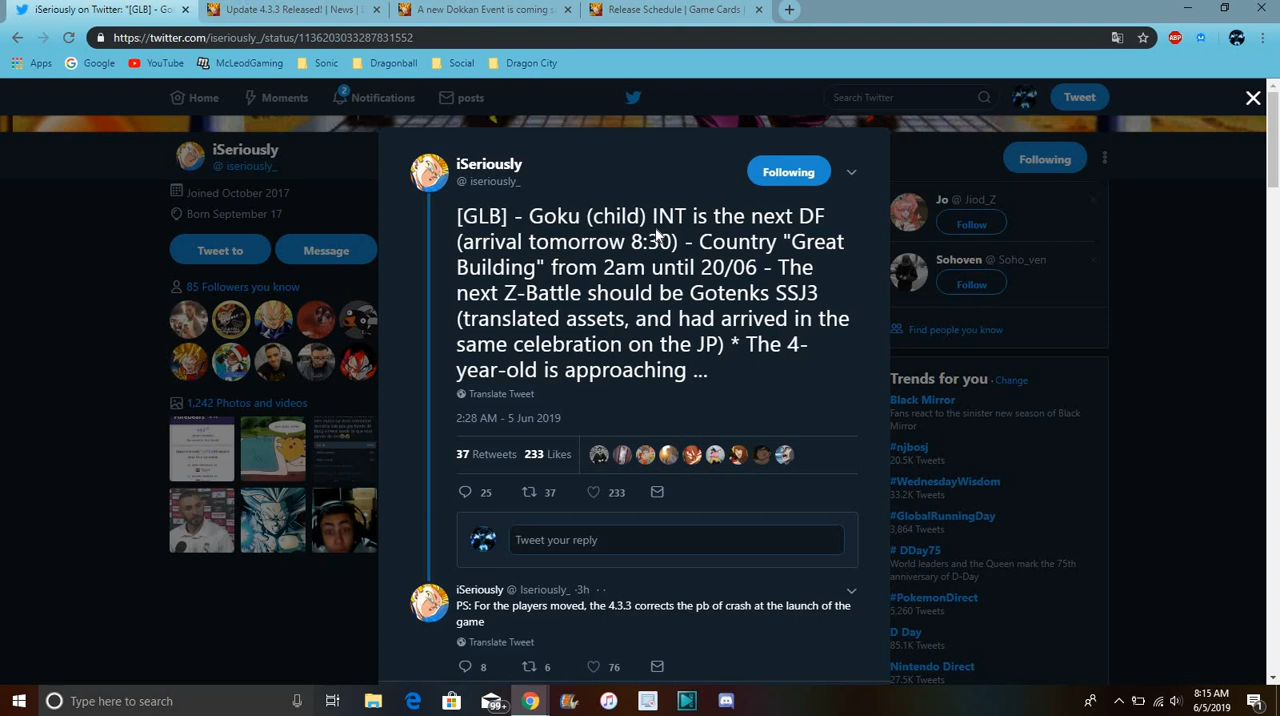 iSeriously on Twitter: "[GLB] - Go
Update 4.3.3 Released! | News |
A new Dokkan Event is coming s
Release Schedule | Game Cards |
https://twitter.com/iseriously_/status/1136203033287831552
ABP
Apps
Google
YouTube
McLeodGaming
Sonic
Dragonball
Social
Dragon City
Home
Moments
2
Notifications
posts
Search Twitter
Tweet
iSeriously
@ iseriously_
Following
Joined October 2017
Born September 17
Tweet to
Message
85 Followers you know
1,242 Photos and videos
iSeriously
@ iseriously_
Following
[GLB] - Goku (child) INT is the next DF
(arrival tomorrow 8:30) - Country "Great
Building" from 2am until 20/06 - The
next Z-Battle should be Gotenks SSJ3
(translated assets, and had arrived in the
same celebration on the JP) * The 4-
year-old is approaching ...
Translate Tweet
2:28 AM - 5 Jun 2019
37 Retweets 233 Likes
25 37 233
Tweet your reply
iSeriously @ Iseriously_ ·3h ··
PS: For the players moved, the 4.3.3 corrects the pb of crash at the launch of the
game
Translate Tweet
8 6 76
Jo @ Jiod_Z
Follow
Sohoven @ Soho_ven
Follow
Find people you know
Trends for you · Change
Black Mirror
Fans react to the sinister new season of Black
Mirror
#njbosj
20.5K Tweets
#WednesdayWisdom
33.2K Tweets
#GlobalRunningDay
3,864 Tweets
# DDay75
World leaders and the Queen mark the 75th
anniversary of D-Day
#PokemonDirect
5,260 Tweets
D Day
85.1K Tweets
Nintendo Direct
27.5K Tweets
Type here to search
99+
8:15 AM
6/5/2019
1